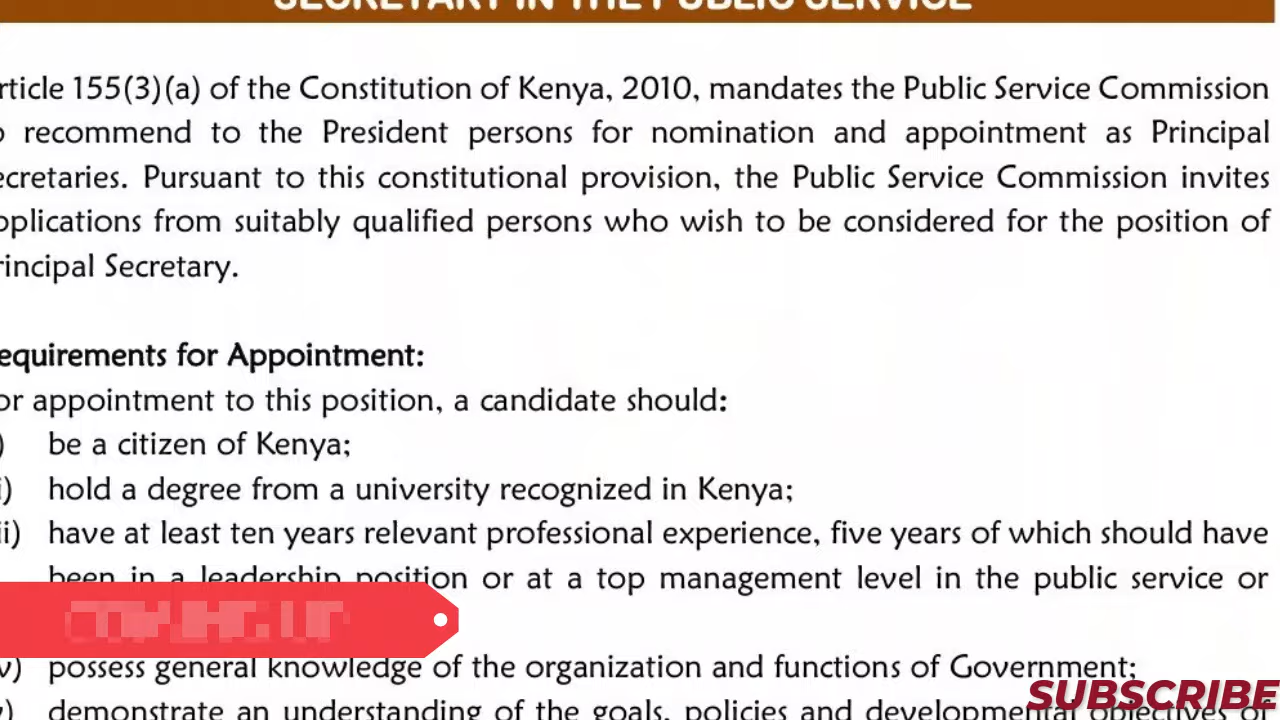 SECRETARY IN THE PUBLIC SERVICE
rticle 155(3)(a) of the Constitution of Kenya, 2010, mandates the Public Service Commission
o recommend to the President persons for nomination and appointment as Principal
ecretaries. Pursuant to this constitutional provision, the Public Service Commission invites
pplications from suitably qualified persons who wish to be considered for the position of
rincipal Secretary.
equirements for Appointment:
or appointment to this position, a candidate should:
) be a citizen of Kenya;
i) hold a degree from a university recognized in Kenya;
ii) have at least ten years relevant professional experience, five years of which should have
been in a leadership position or at a top management level in the public service or
v) possess general knowledge of the organization and functions of Government;
) demonstrate an understanding of the goals, policies and developmental objectives of
SUBSCRIBE